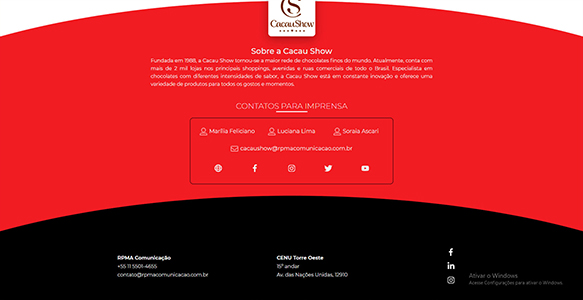 CS
CacauShow
Sobre a Cacau Show
Fundada em 1988, a Cacau Show tornou-se a maior rede de chocolates finos do mundo. Atualmente, conta com
mais de 2 mil lojas nos principais shoppings, avenidas e ruas comerciais de todo o Brasil. Especialista em
chocolates com diferentes intensidades de sabor, a Cacau Show está em constante inovação e oferece uma
variedade de produtos para todos os gostos e momentos.
CONTATOS PARA IMPRENSA
Marília Feliciano Luciana Lima Soraia Ascari
cacaushow@rpmacomunicacao.com.br
RPMA Comunicação
+55 11 5501-4655
contato@rpmacomunicacao.com.br
CENU Torre Oeste
15º andar
Av. das Nações Unidas, 12910
Ativar o Windows
Acesse Configurações para ativar o Windows.